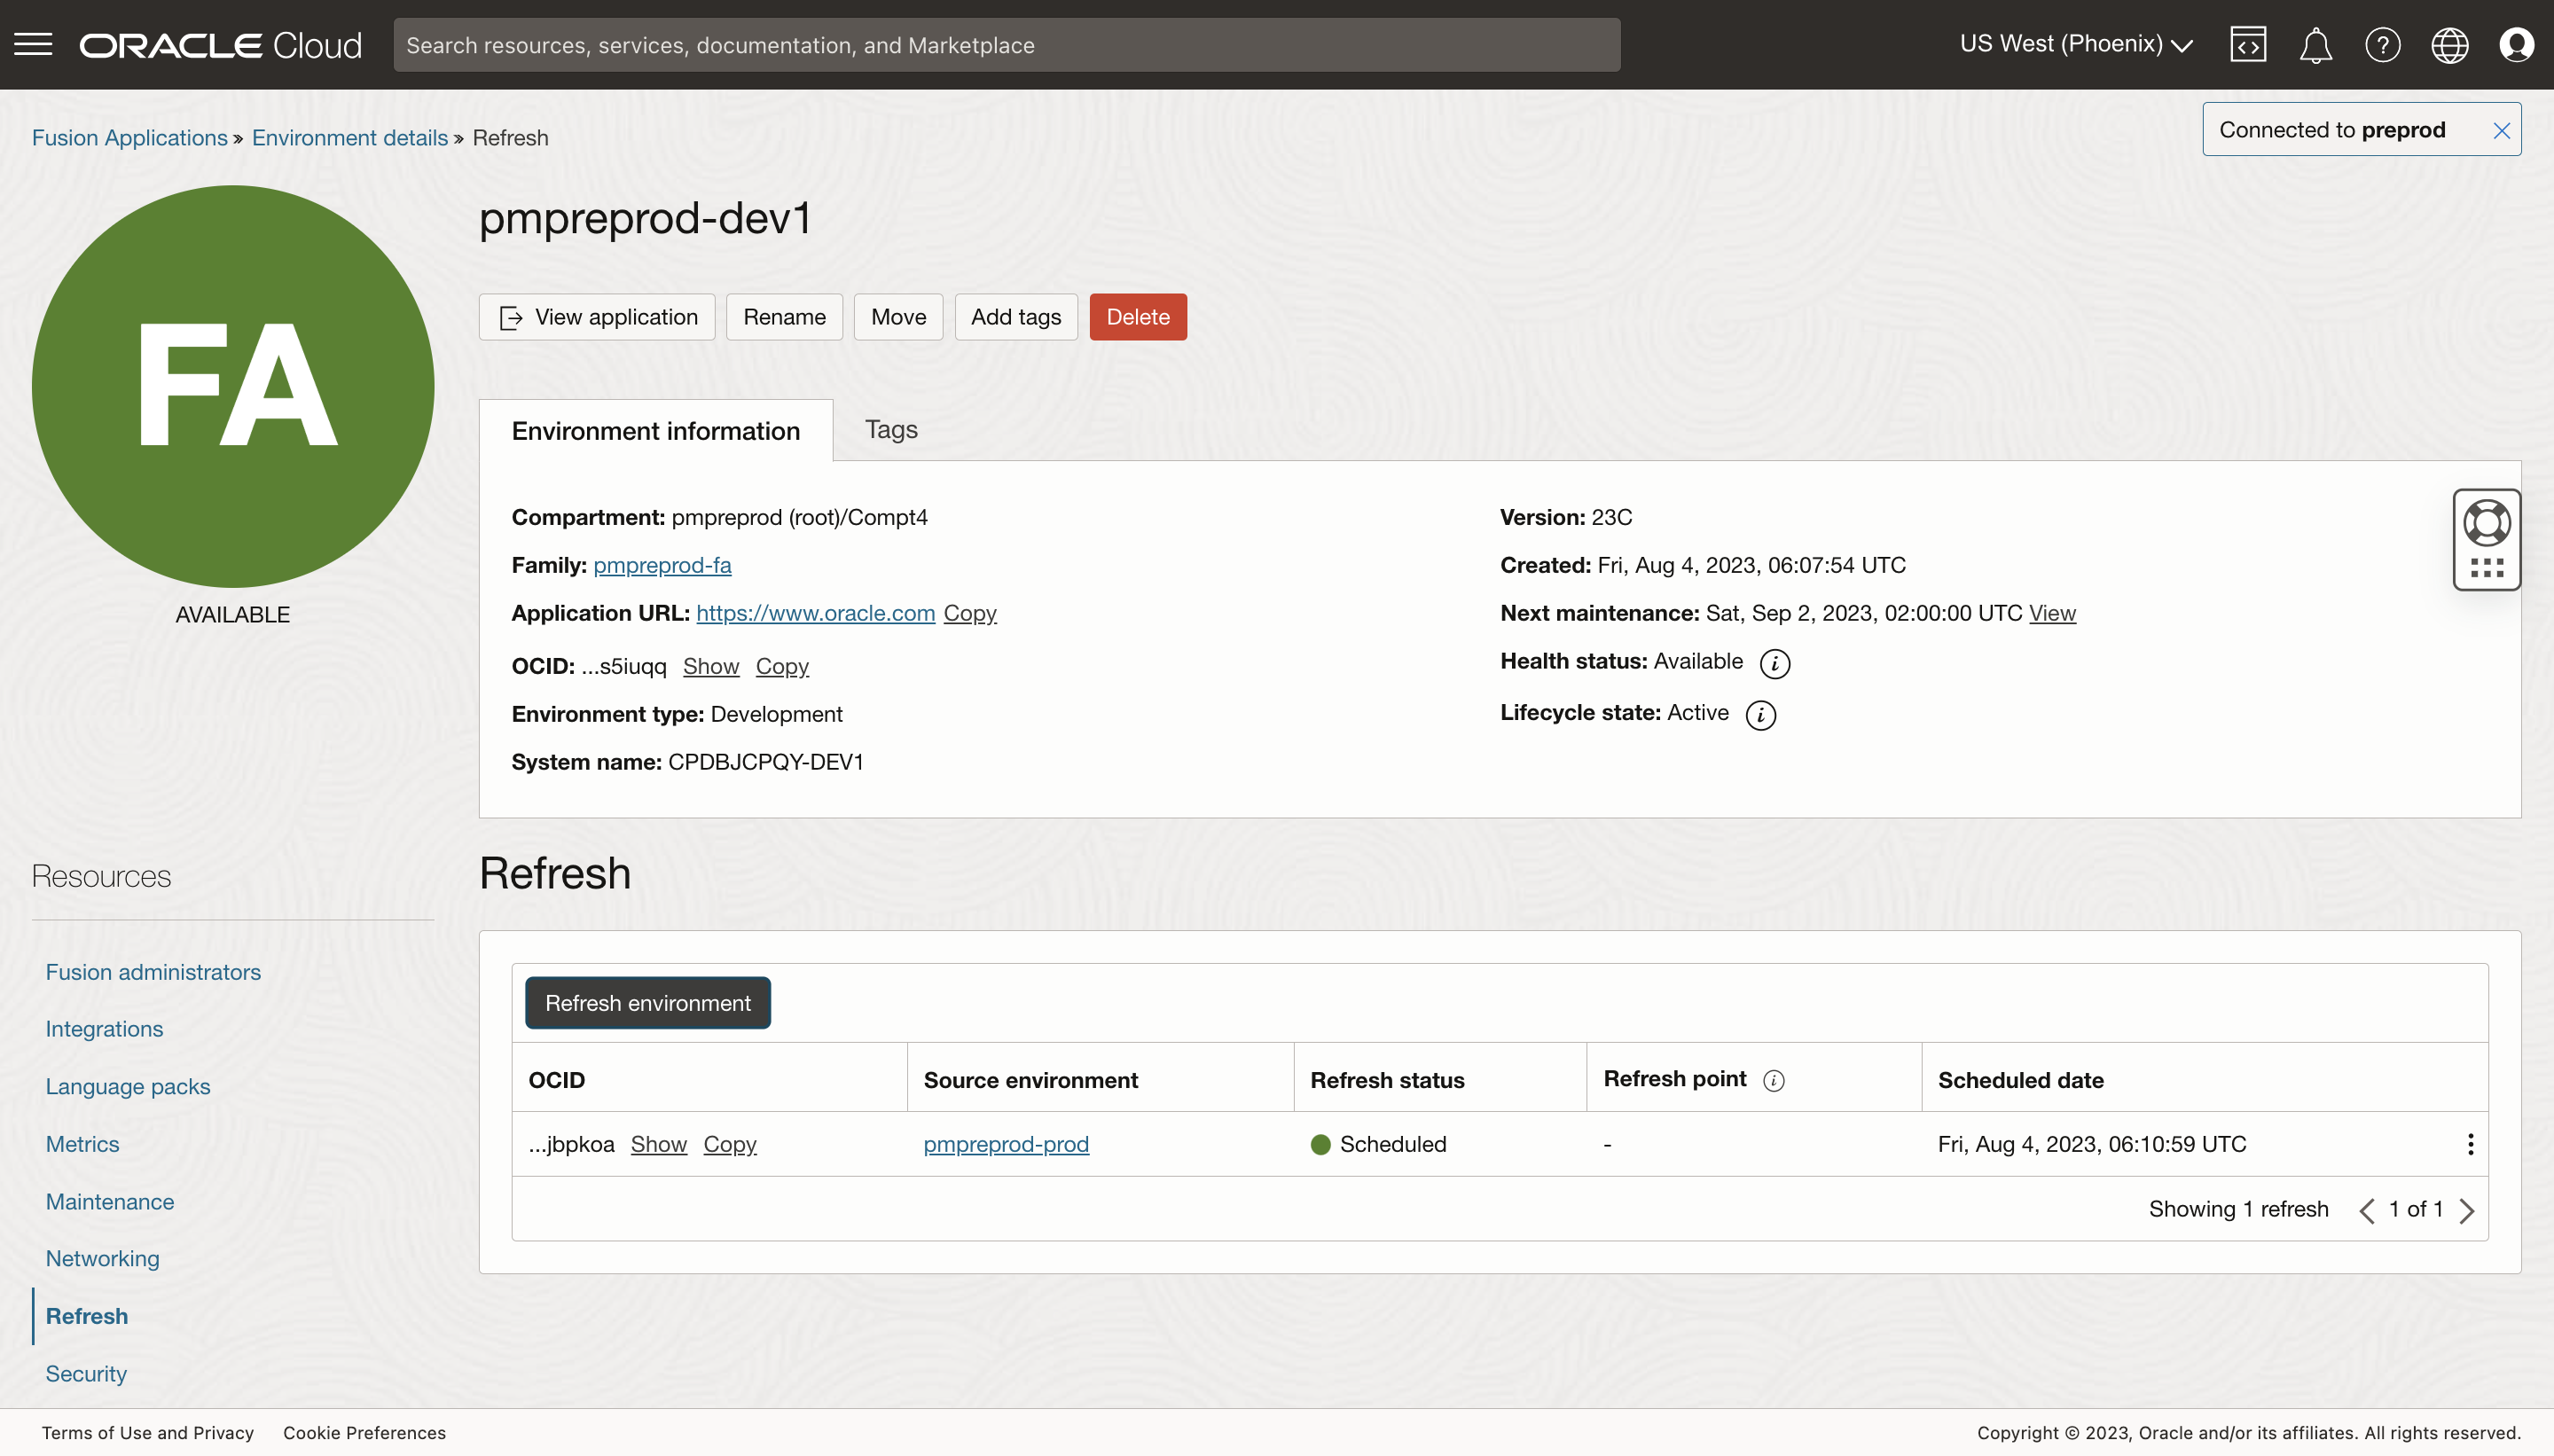 ORACLE Cloud
Search resources, services, documentation, and Marketplace
US West (Phoenix)
Fusion Applications » Environment details » Refresh
Connected to preprod
FA
AVAILABLE
pmpreprod-dev1
View application
Rename
Move
Add tags
Delete
Environment information
Tags
Compartment: pmpreprod (root)/Compt4
Family: pmpreprod-fa
Application URL: https://www.oracle.com Copy
OCID: ...s5iuqq Show Copy
Environment type: Development
System name: CPDBJCPQY-DEV1
Version: 23C
Created: Fri, Aug 4, 2023, 06:07:54 UTC
Next maintenance: Sat, Sep 2, 2023, 02:00:00 UTC View
Health status: Available i
Lifecycle state: Active i
Resources
Fusion administrators
Integrations
Language packs
Metrics
Maintenance
Networking
Refresh
Security
Refresh
Refresh environment
OCID Source environment Refresh status Refresh point i Scheduled date
...jbpkoa Show Copy pmpreprod-prod Scheduled - Fri, Aug 4, 2023, 06:10:59 UTC
Showing 1 refresh 1 of 1
Terms of Use and Privacy Cookie Preferences
Copyright © 2023, Oracle and/or its affiliates. All rights reserved.